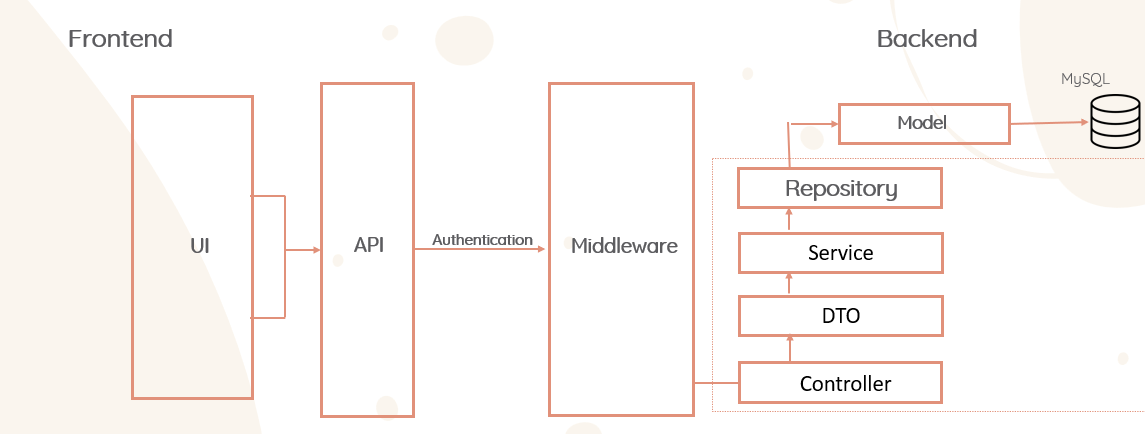 Frontend
Backend
MySQL
Model
Repository
UI
API
Authentication
Middleware
Service
DTO
Controller